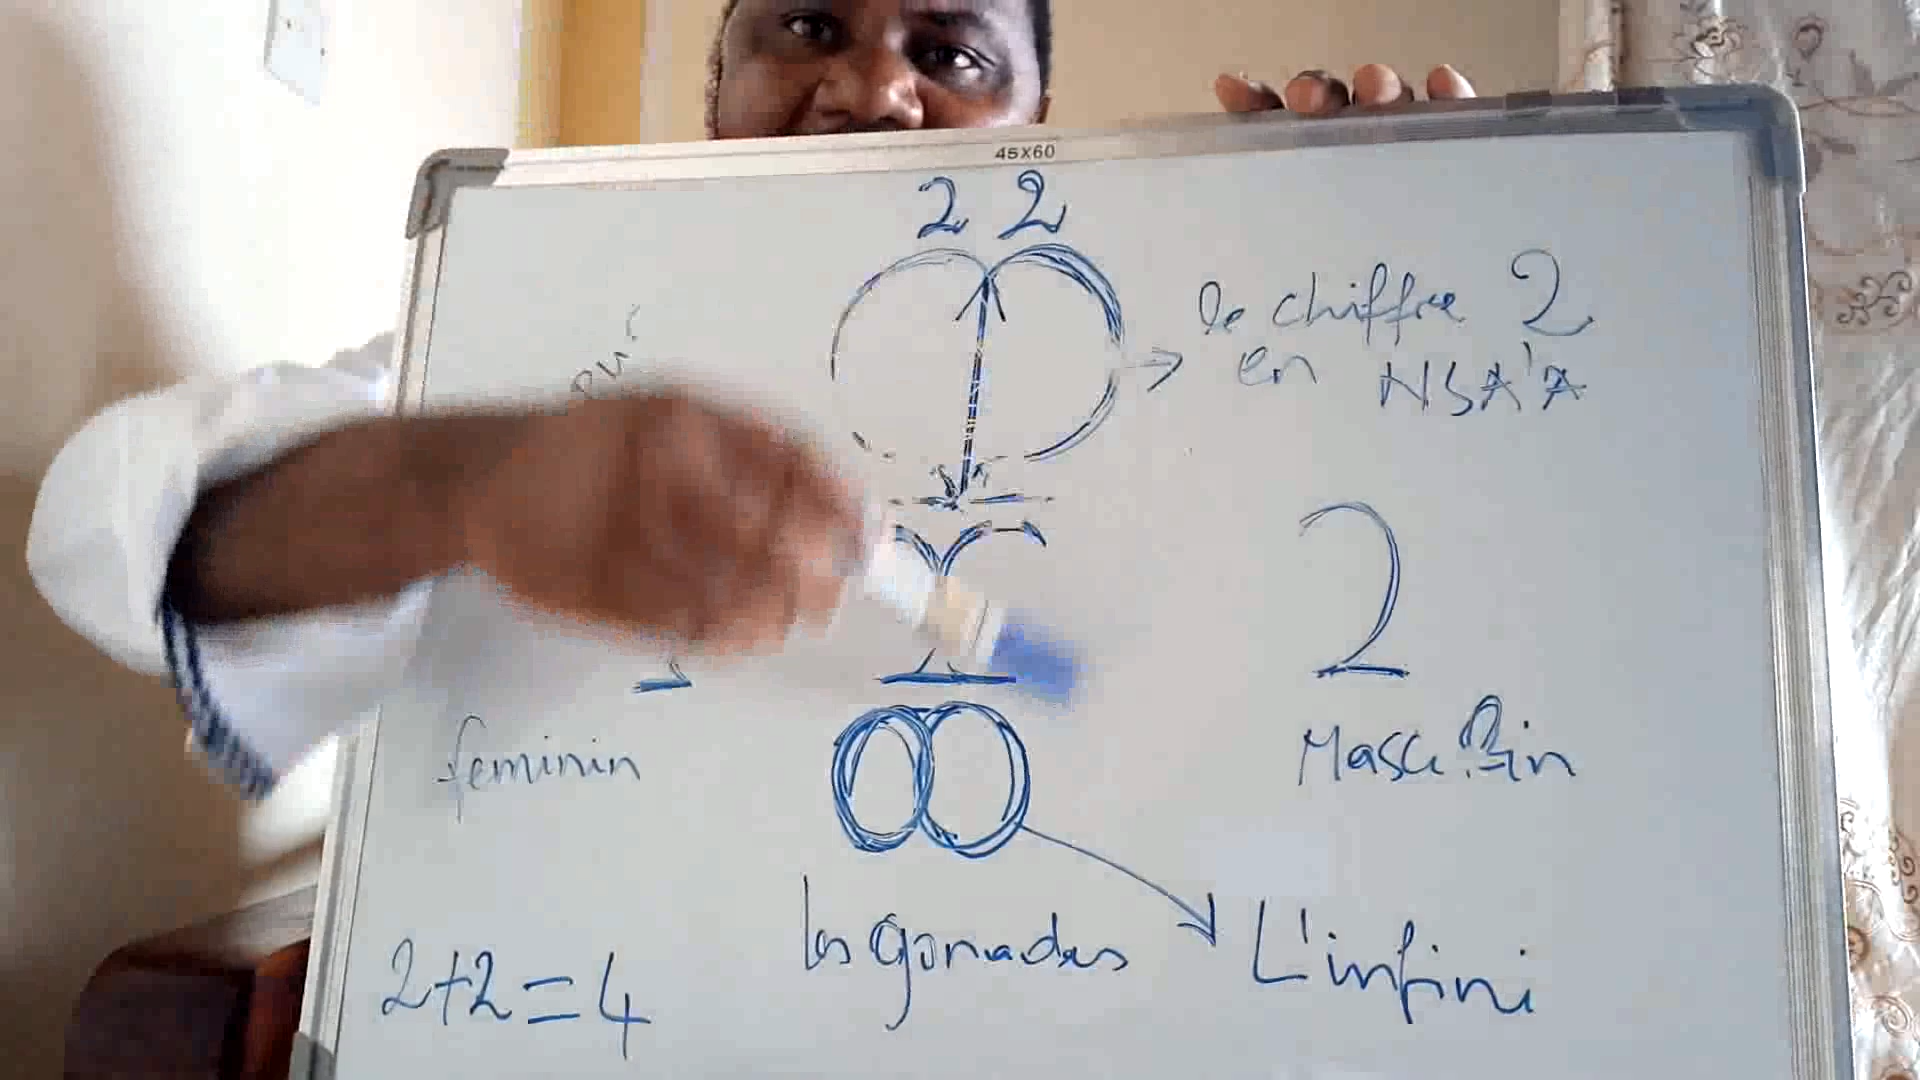 45X60
2 2
le chiffre 2
en NSA'A
2
feminin
Masculin
les gonades
L'infini
2+2=4